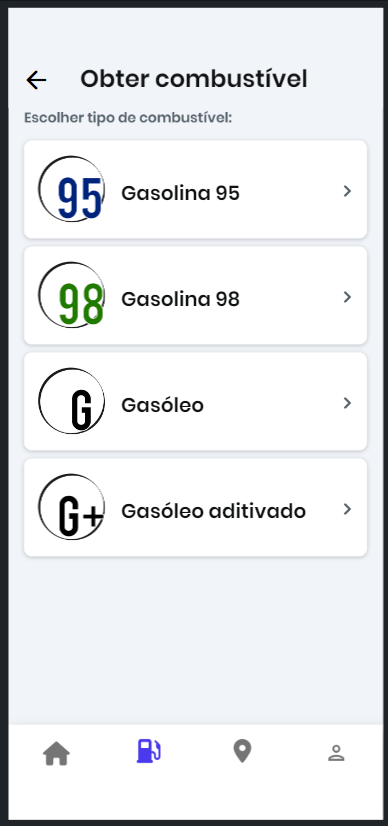 Obter combustível
Escolher tipo de combustível:
95 Gasolina 95
98 Gasolina 98
G Gasóleo
G+ Gasóleo aditivado